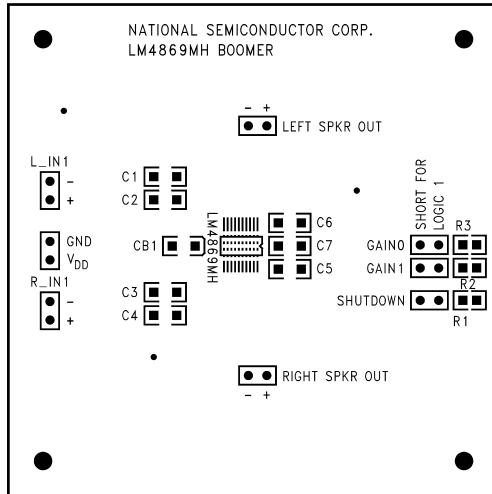 NATIONAL SEMICONDUCTOR CORP.
LM4869MH BOOMER
- +
LEFT SPKR OUT
L_IN1
-
+
C1
C2
GND
VDD
CB1
LM4869MH
C6
C7
C5
SHORT FOR
LOGIC 1
GAIN0
R3
GAIN1
R2
SHUTDOWN
R1
R_IN1
-
+
C3
C4
RIGHT SPKR OUT
- +